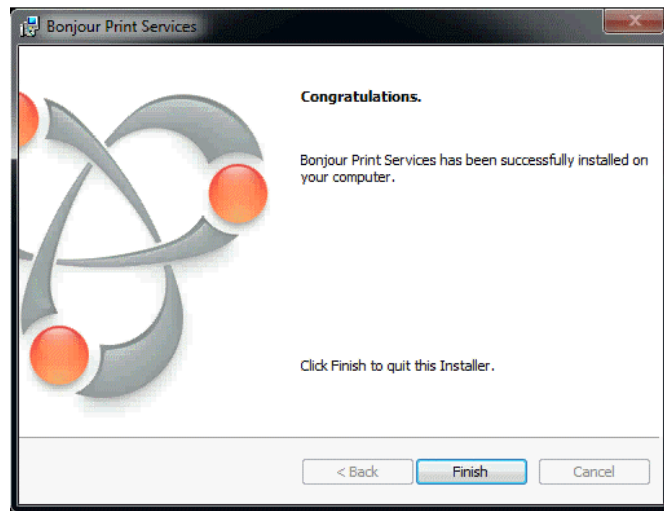 Bonjour Print Services
Congratulations.
Bonjour Print Services has been successfully installed on
your computer.
Click Finish to quit this Installer.
< Back
Finish
Cancel